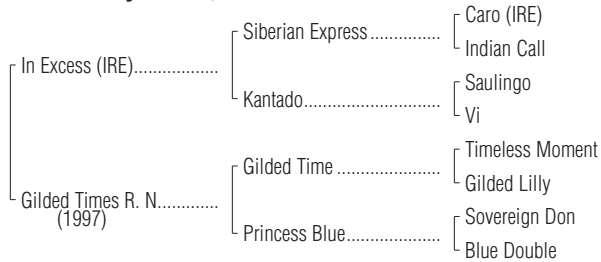 Caro (IRE)
Siberian Express................
Indian Call
In Excess (IRE).................
Saulingo
Kantado...........................
Vi
Timeless Moment
Gilded Time .....................
Gilded Lilly
Gilded Times R. N.............
(1997)
Sovereign Don
Princess Blue...................
Blue Double